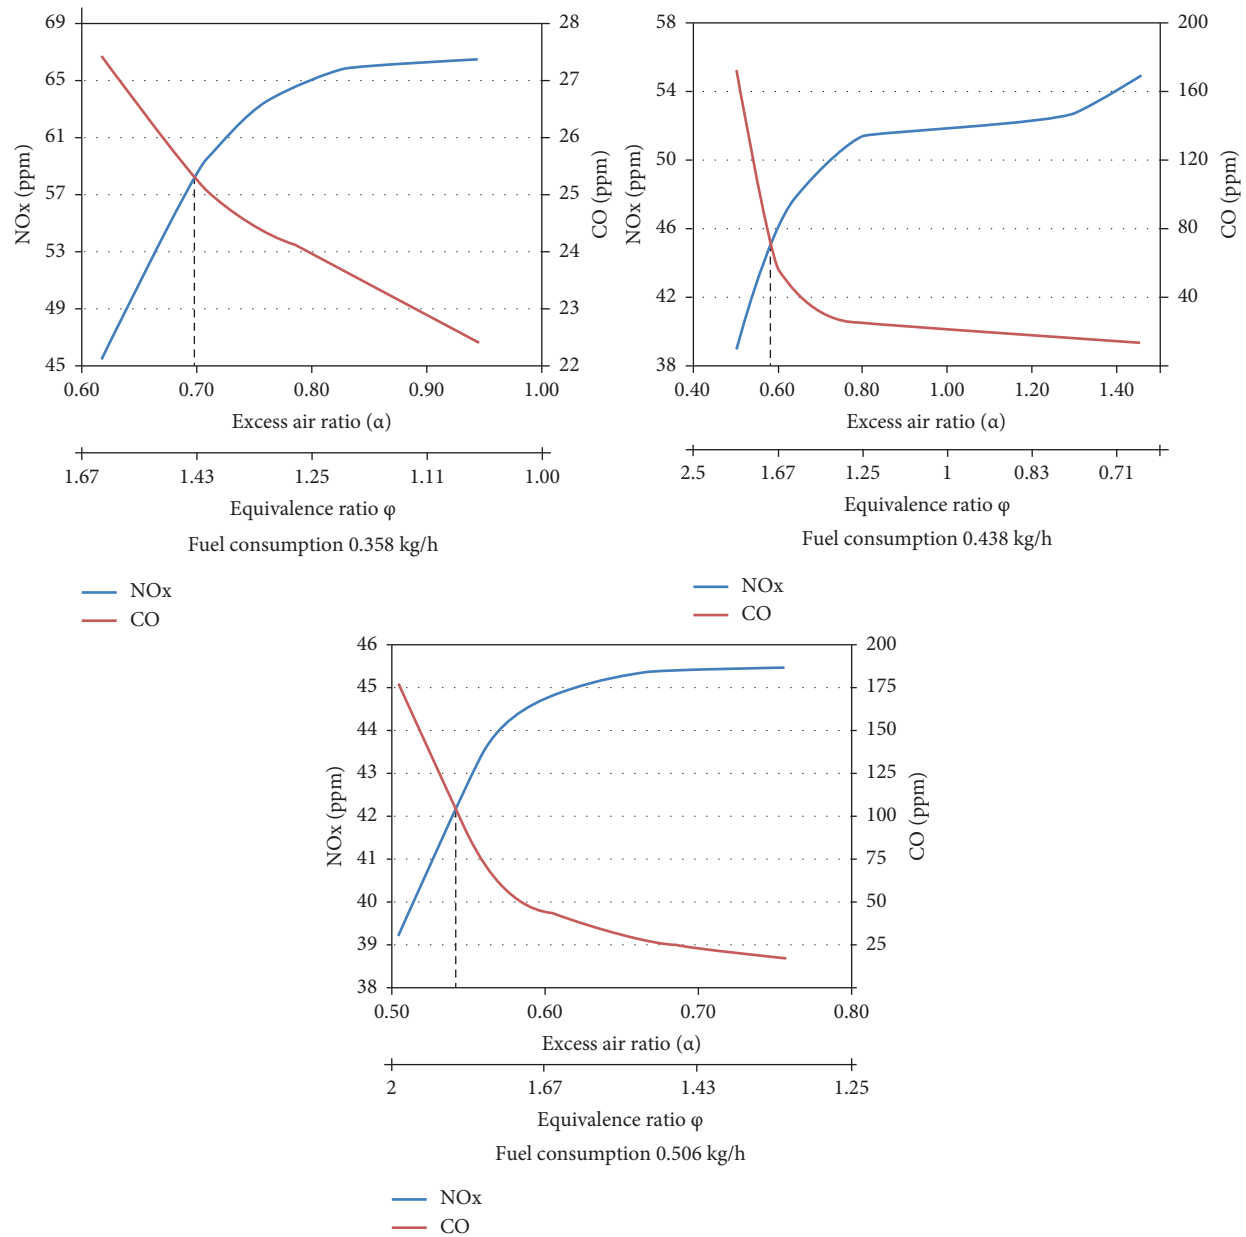 69
65
61
57
53
49
45
NOx (ppm)
28
27
26
25
24
23
22
CO (ppm)
0.60 0.70 0.80 0.90 1.00
Excess air ratio (α)
1.67 1.43 1.25 1.11 1.00
Equivalence ratio φ
Fuel consumption 0.358 kg/h
NOx
CO
58
54
50
46
42
38
NOx (ppm)
200
160
120
80
40
CO (ppm)
0.40 0.60 0.80 1.00 1.20 1.40
Excess air ratio (α)
2.5 1.67 1.25 1 0.83 0.71
Equivalence ratio φ
Fuel consumption 0.438 kg/h
NOx
CO
46
45
44
43
42
41
40
39
38
NOx (ppm)
200
175
150
125
100
75
50
25
CO (ppm)
0.50 0.60 0.70 0.80
Excess air ratio (α)
2 1.67 1.43 1.25
Equivalence ratio φ
Fuel consumption 0.506 kg/h
NOx
CO